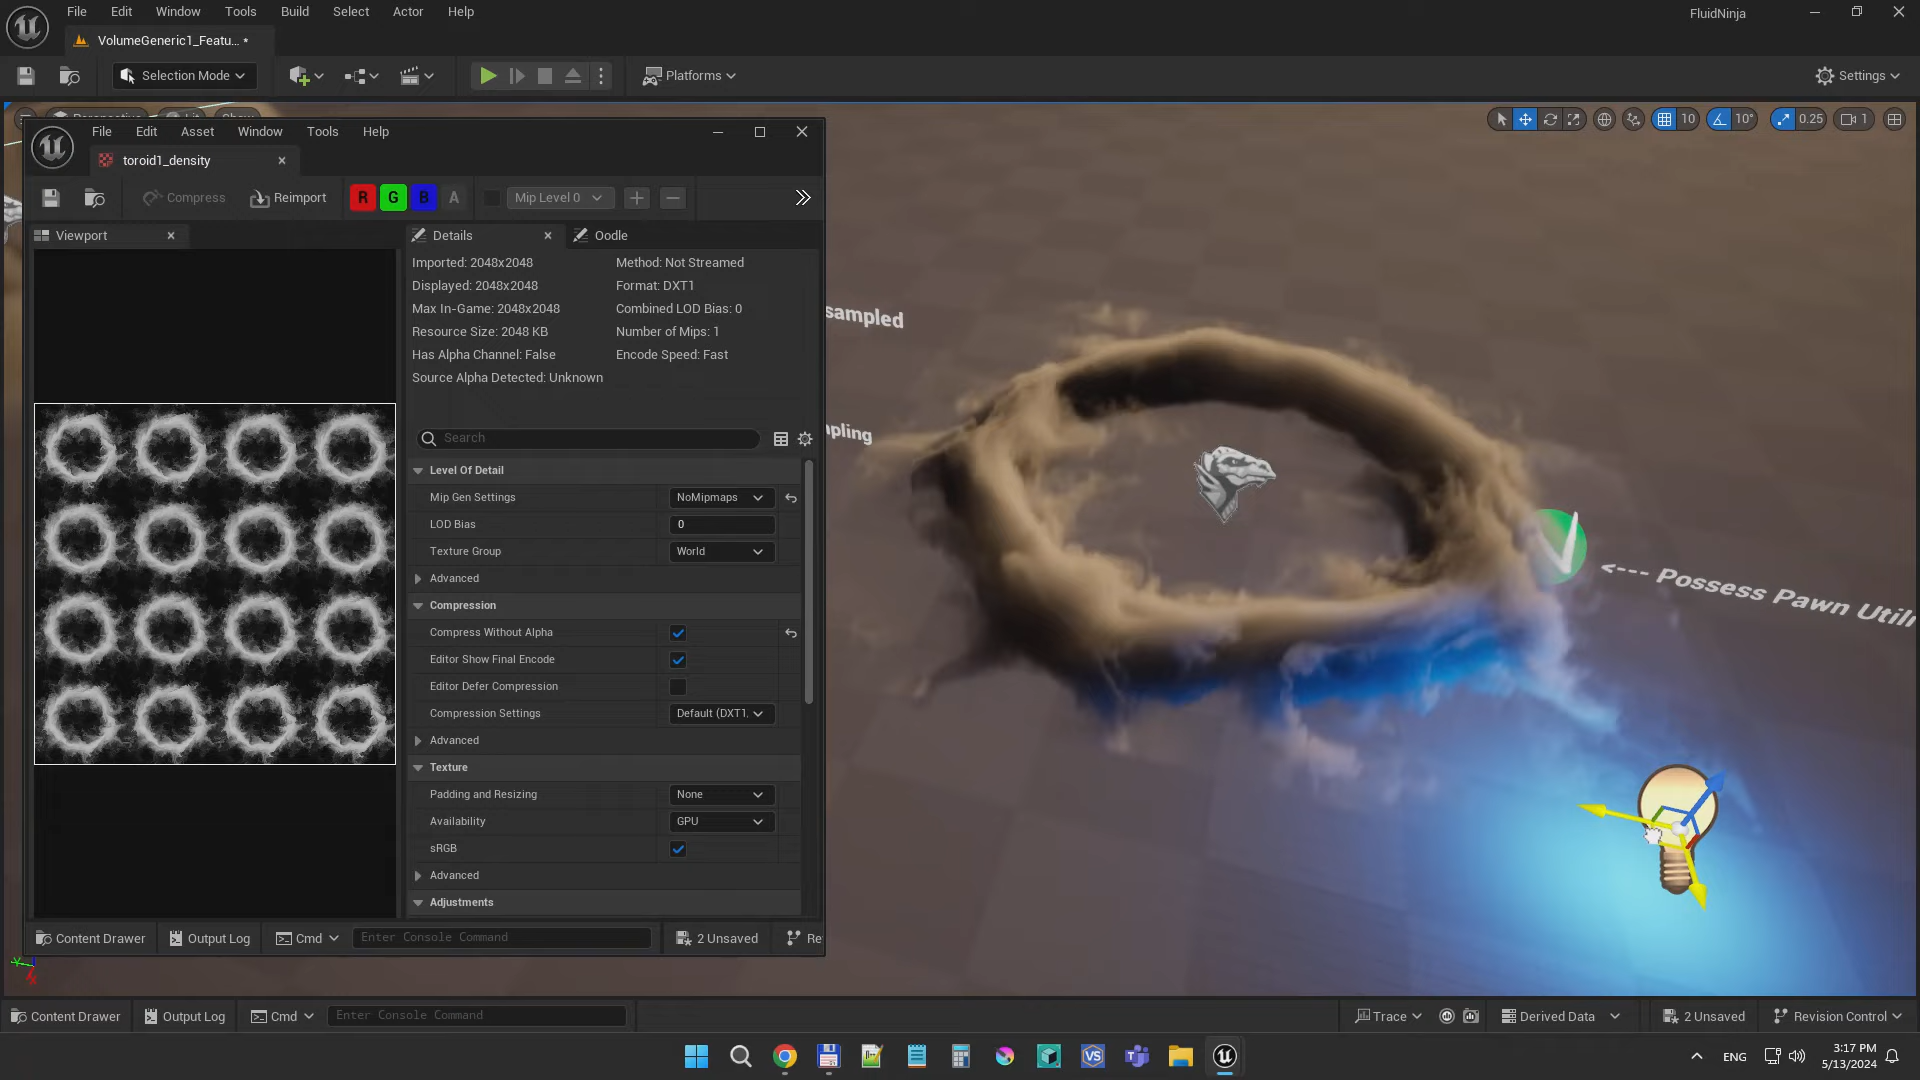 File Edit Window Tools Build Select Actor Help
FluidNinja
VolumeGeneric1_Featu... *
Selection Mode
Platforms
Settings
10
10°
0.25
1
File Edit Asset Window Tools Help
toroid1_density
Compress
Reimport
R G B A
Mip Level 0
Viewport
Details
Oodle
Imported: 2048x2048
Method: Not Streamed
Displayed: 2048x2048
Format: DXT1
Max In-Game: 2048x2048
Combined LOD Bias: 0
Resource Size: 2048 KB
Number of Mips: 1
Has Alpha Channel: False
Encode Speed: Fast
Source Alpha Detected: Unknown
Search
Level Of Detail
Mip Gen Settings
NoMipmaps
LOD Bias
0
Texture Group
World
Advanced
Compression
Compress Without Alpha
Editor Show Final Encode
Editor Defer Compression
Compression Settings
Default (DXT1,
Advanced
Texture
Padding and Resizing
None
Availability
GPU
sRGB
Advanced
Adjustments
Content Drawer
Output Log
Cmd
Enter Console Command
2 Unsaved
Re
sampled
pling
<--- Possess Pawn Utili
Content Drawer
Output Log
Cmd
Enter Console Command
Trace
Derived Data
2 Unsaved
Revision Control
VS
ENG
3:17 PM
5/13/2024